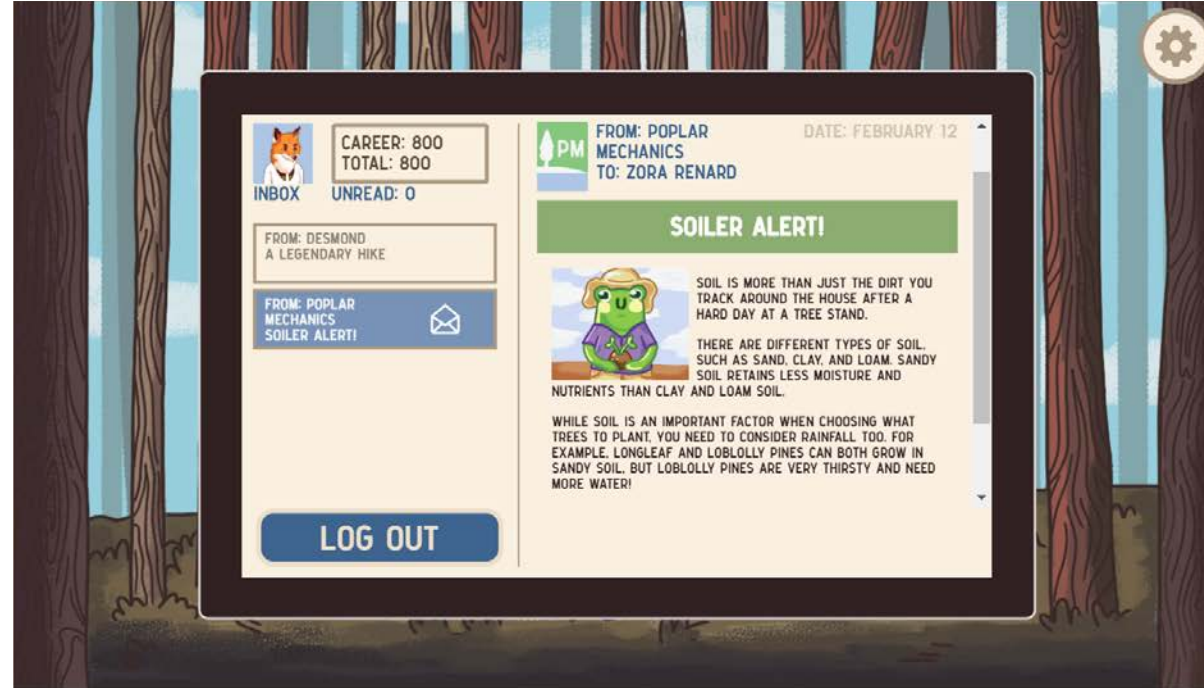 CAREER: 800
TOTAL: 800
INBOX UNREAD: 0
FROM: DESMOND
A LEGENDARY HIKE
FROM: POPLAR
MECHANICS
SOILER ALERT!
LOG OUT
PM
FROM: POPLAR
MECHANICS
TO: ZORA RENARD
DATE: FEBRUARY 12
SOILER ALERT!
SOIL IS MORE THAN JUST THE DIRT YOU
TRACK AROUND THE HOUSE AFTER A
HARD DAY AT A TREE STAND.
THERE ARE DIFFERENT TYPES OF SOIL,
SUCH AS SAND, CLAY, AND LOAM. SANDY
SOIL RETAINS LESS MOISTURE AND
NUTRIENTS THAN CLAY AND LOAM SOIL.
WHILE SOIL IS AN IMPORTANT FACTOR WHEN CHOOSING WHAT
TREES TO PLANT, YOU NEED TO CONSIDER RAINFALL TOO. FOR
EXAMPLE, LONGLEAF AND LOBLOLLY PINES CAN BOTH GROW IN
SANDY SOIL, BUT LOBLOLLY PINES ARE VERY THIRSTY AND NEED
MORE WATER!